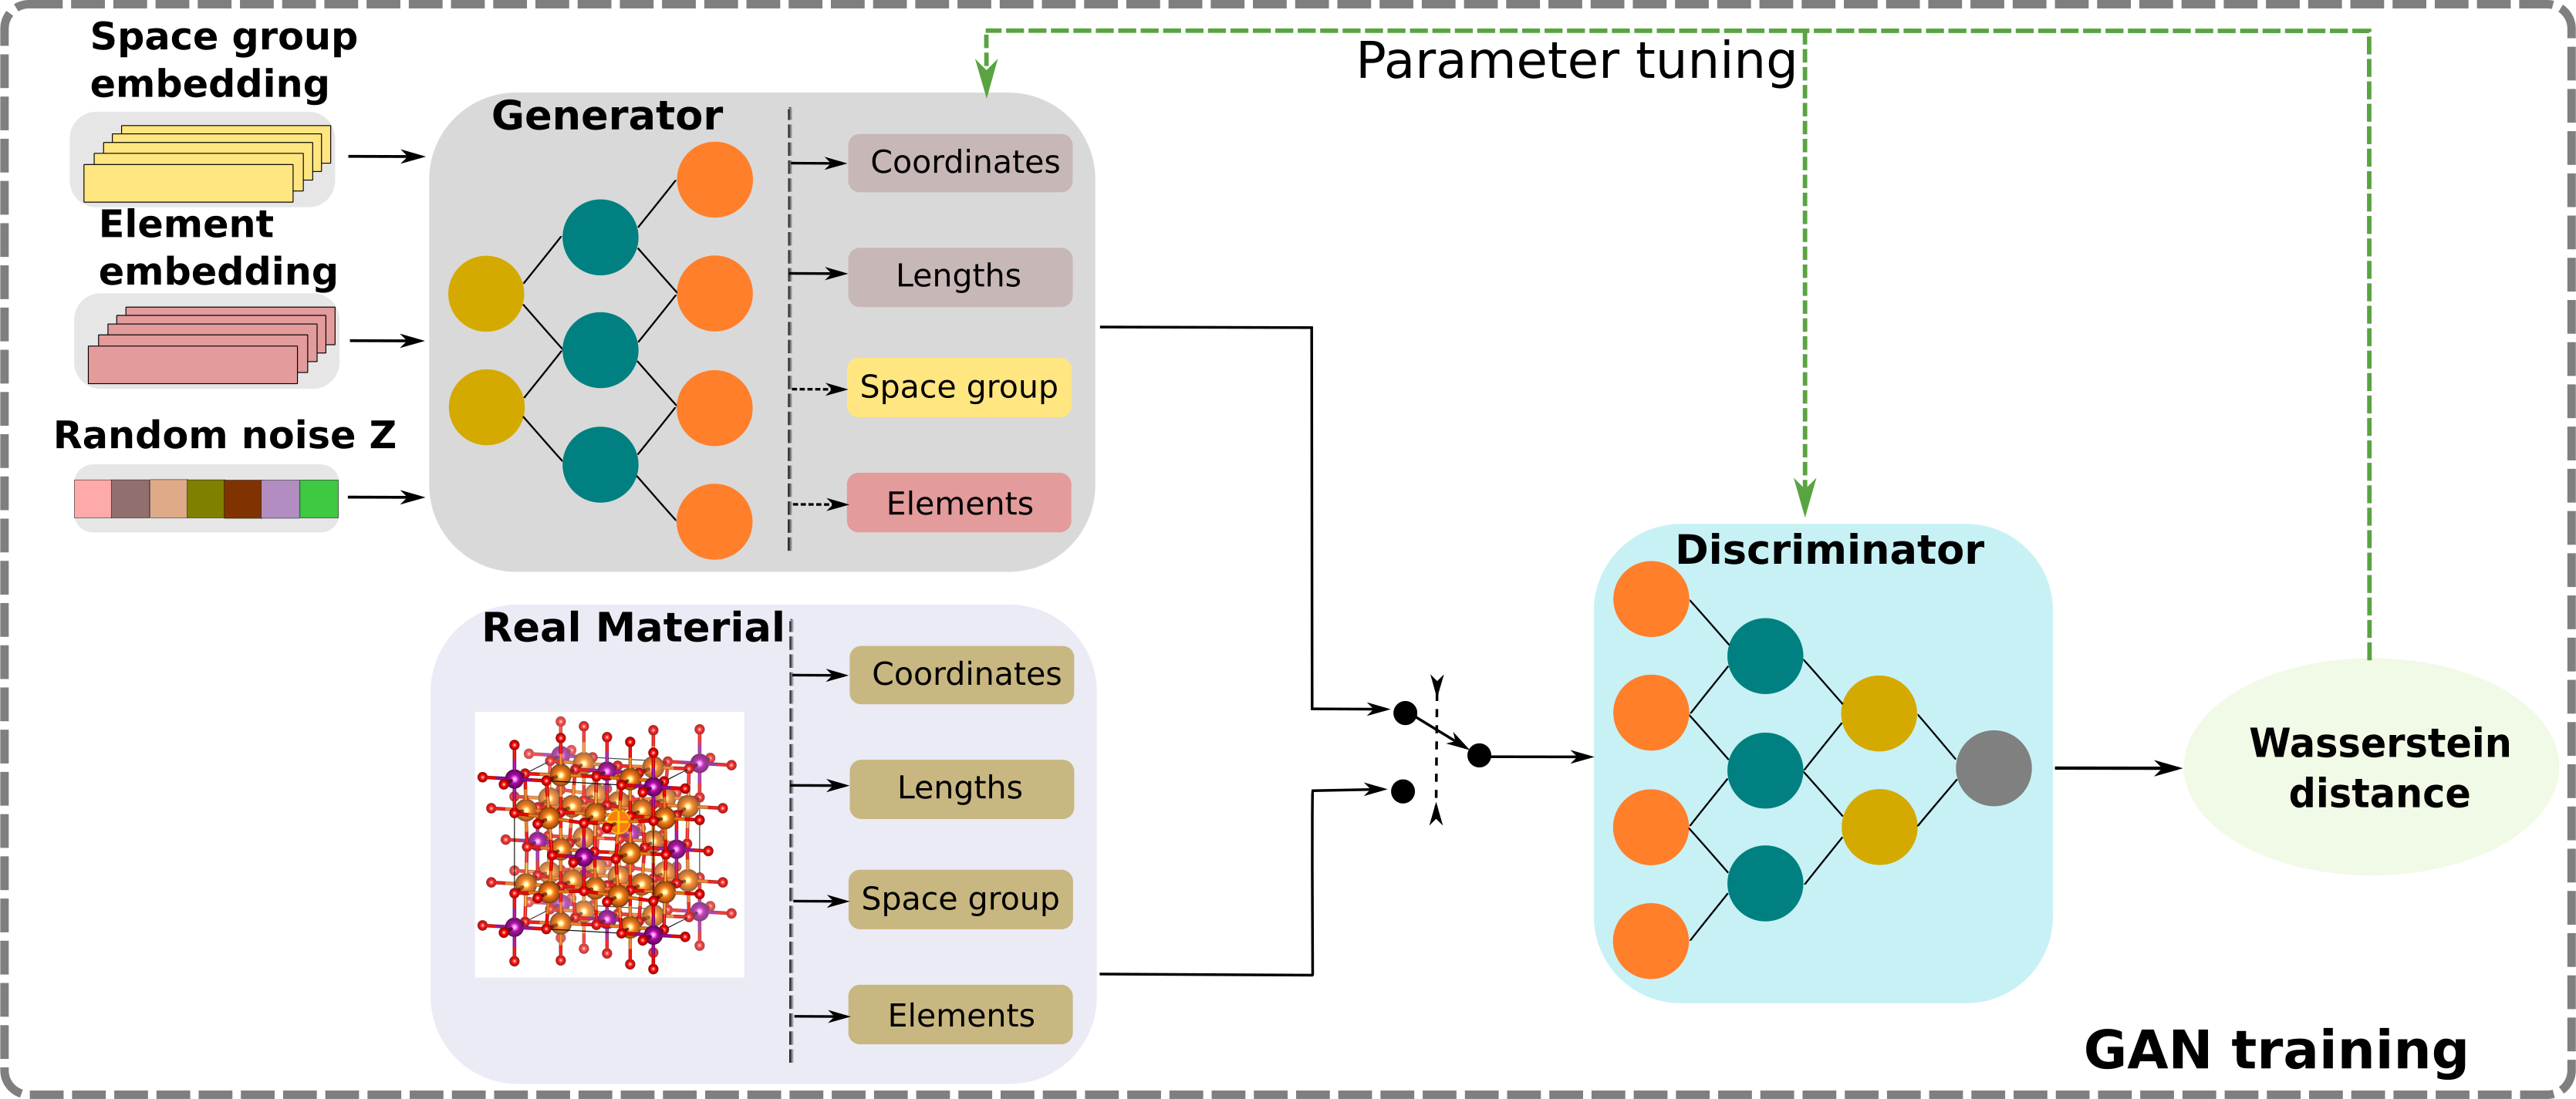 Space group
embedding
Element
embedding
Random noise Z
Generator
Coordinates
Lengths
Space group
Elements
Parameter tuning
Real Material
Coordinates
Lengths
Space group
Elements
Discriminator
Wasserstein
distance
GAN training